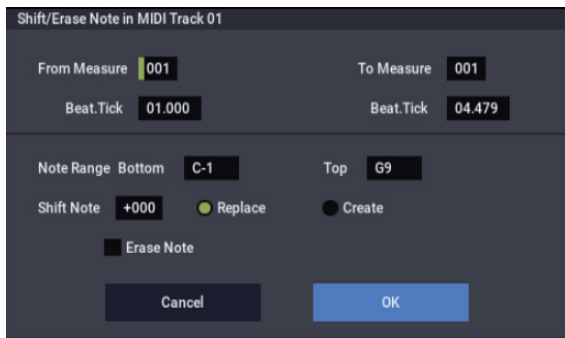 Shift/Erase Note in MIDI Track 01
From Measure 001 To Measure 001
Beat.Tick 01.000 Beat.Tick 04.479
Note Range Bottom C-1 Top G9
Shift Note +000 Replace Create
Erase Note
Cancel OK